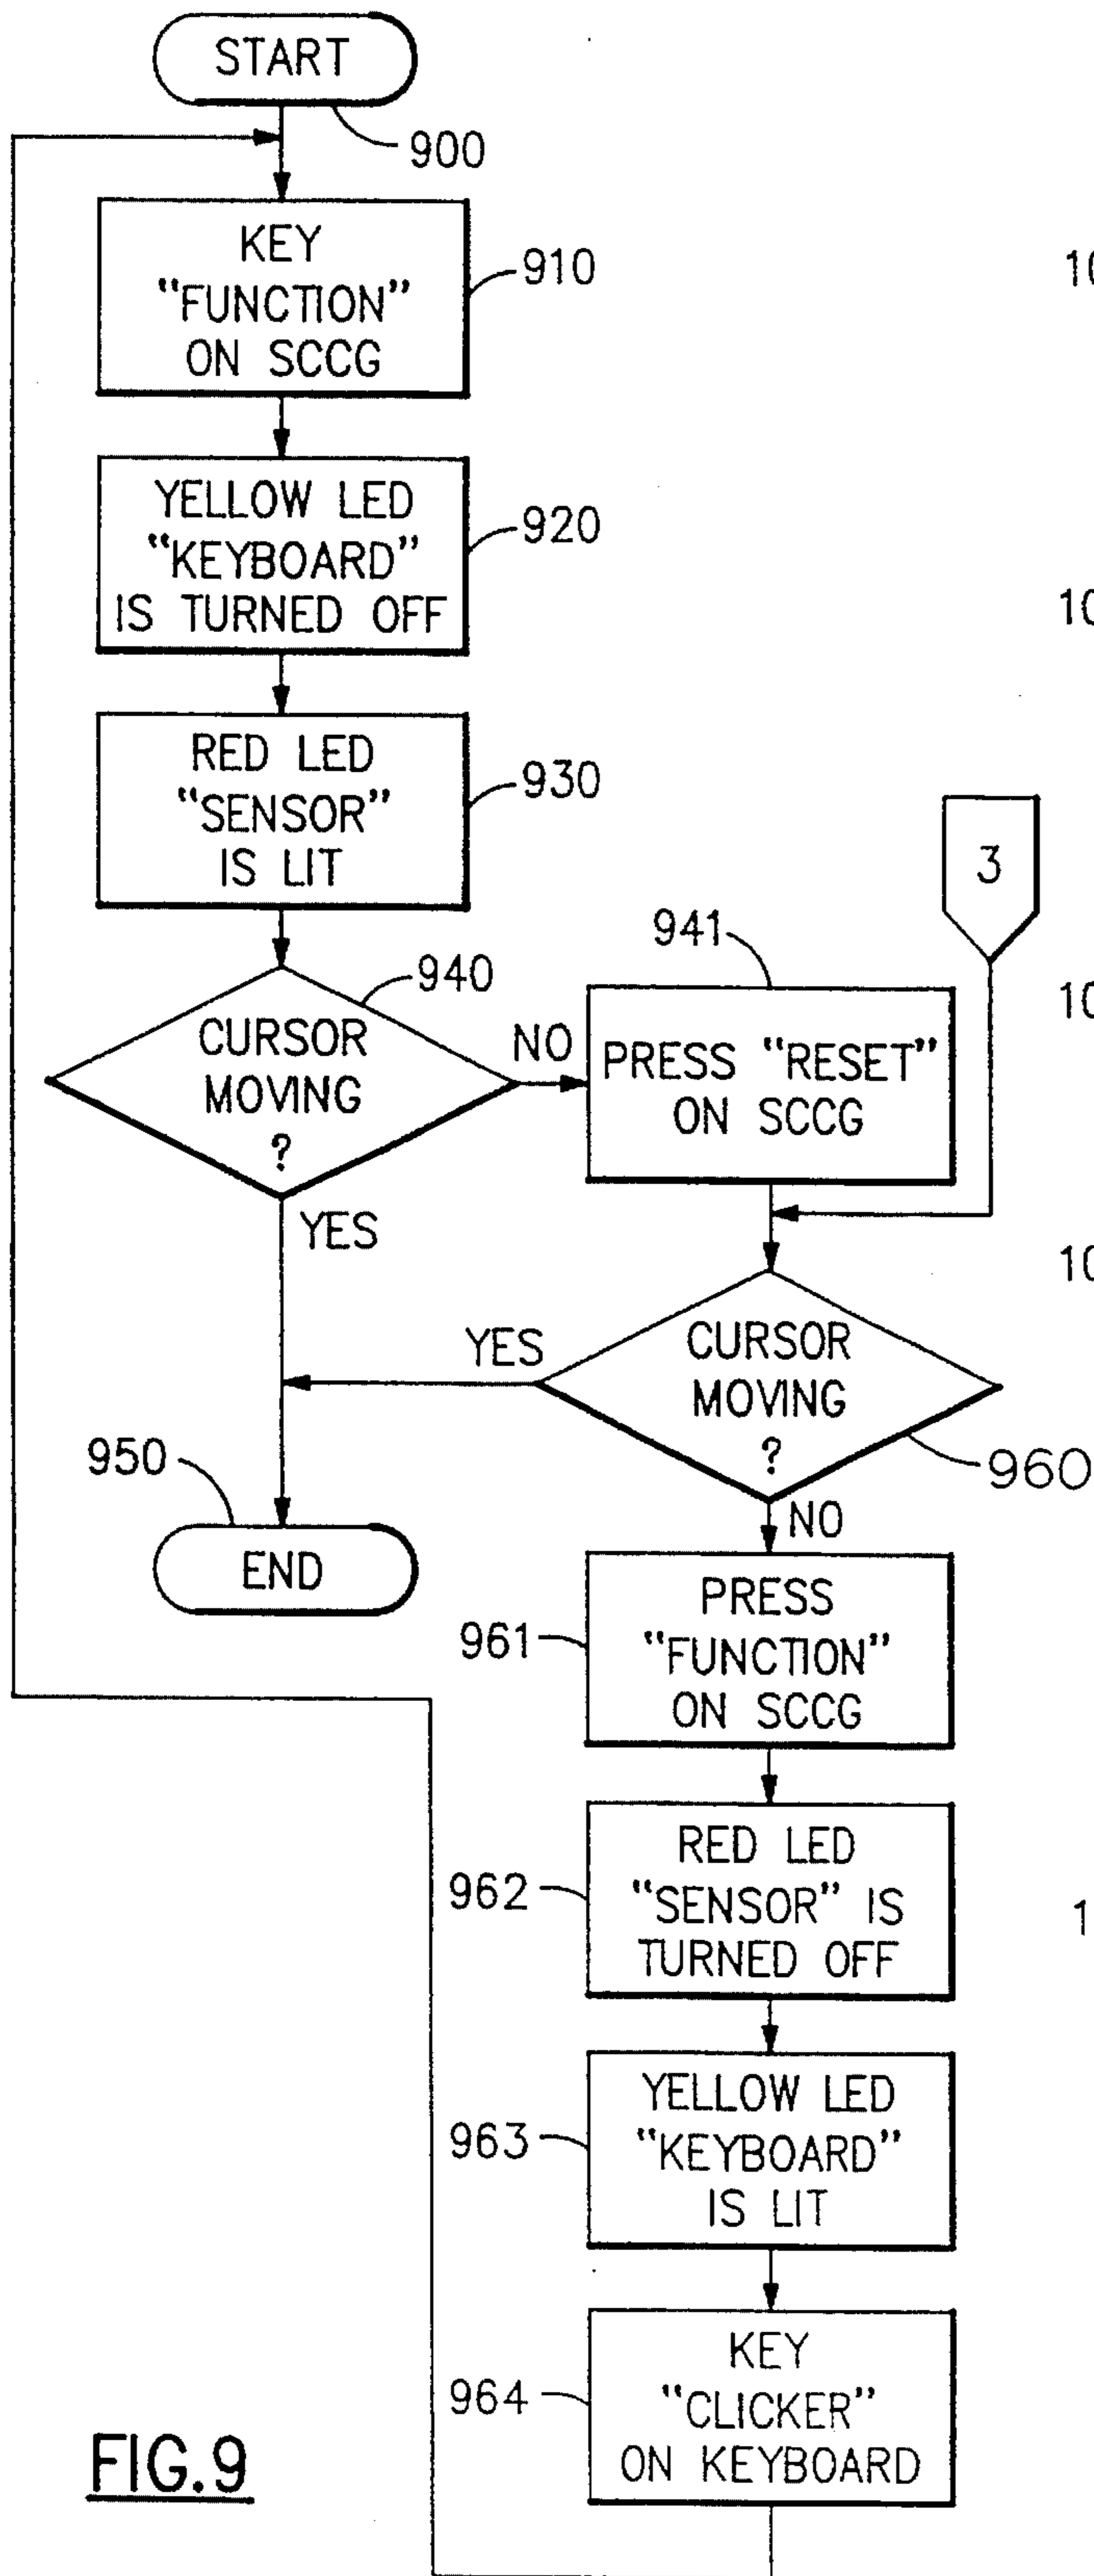 START
900
KEY
"FUNCTION"
ON SCCG
910
YELLOW LED
"KEYBOARD"
IS TURNED OFF
920
RED LED
"SENSOR"
IS LIT
930
3
940
CURSOR
MOVING
?
NO
YES
941
PRESS "RESET"
ON SCCG
CURSOR
MOVING
?
960
YES
NO
950
END
961
PRESS
"FUNCTION"
ON SCCG
962
RED LED
"SENSOR" IS
TURNED OFF
963
YELLOW LED
"KEYBOARD"
IS LIT
964
KEY
"CLICKER"
ON KEYBOARD
FIG.9